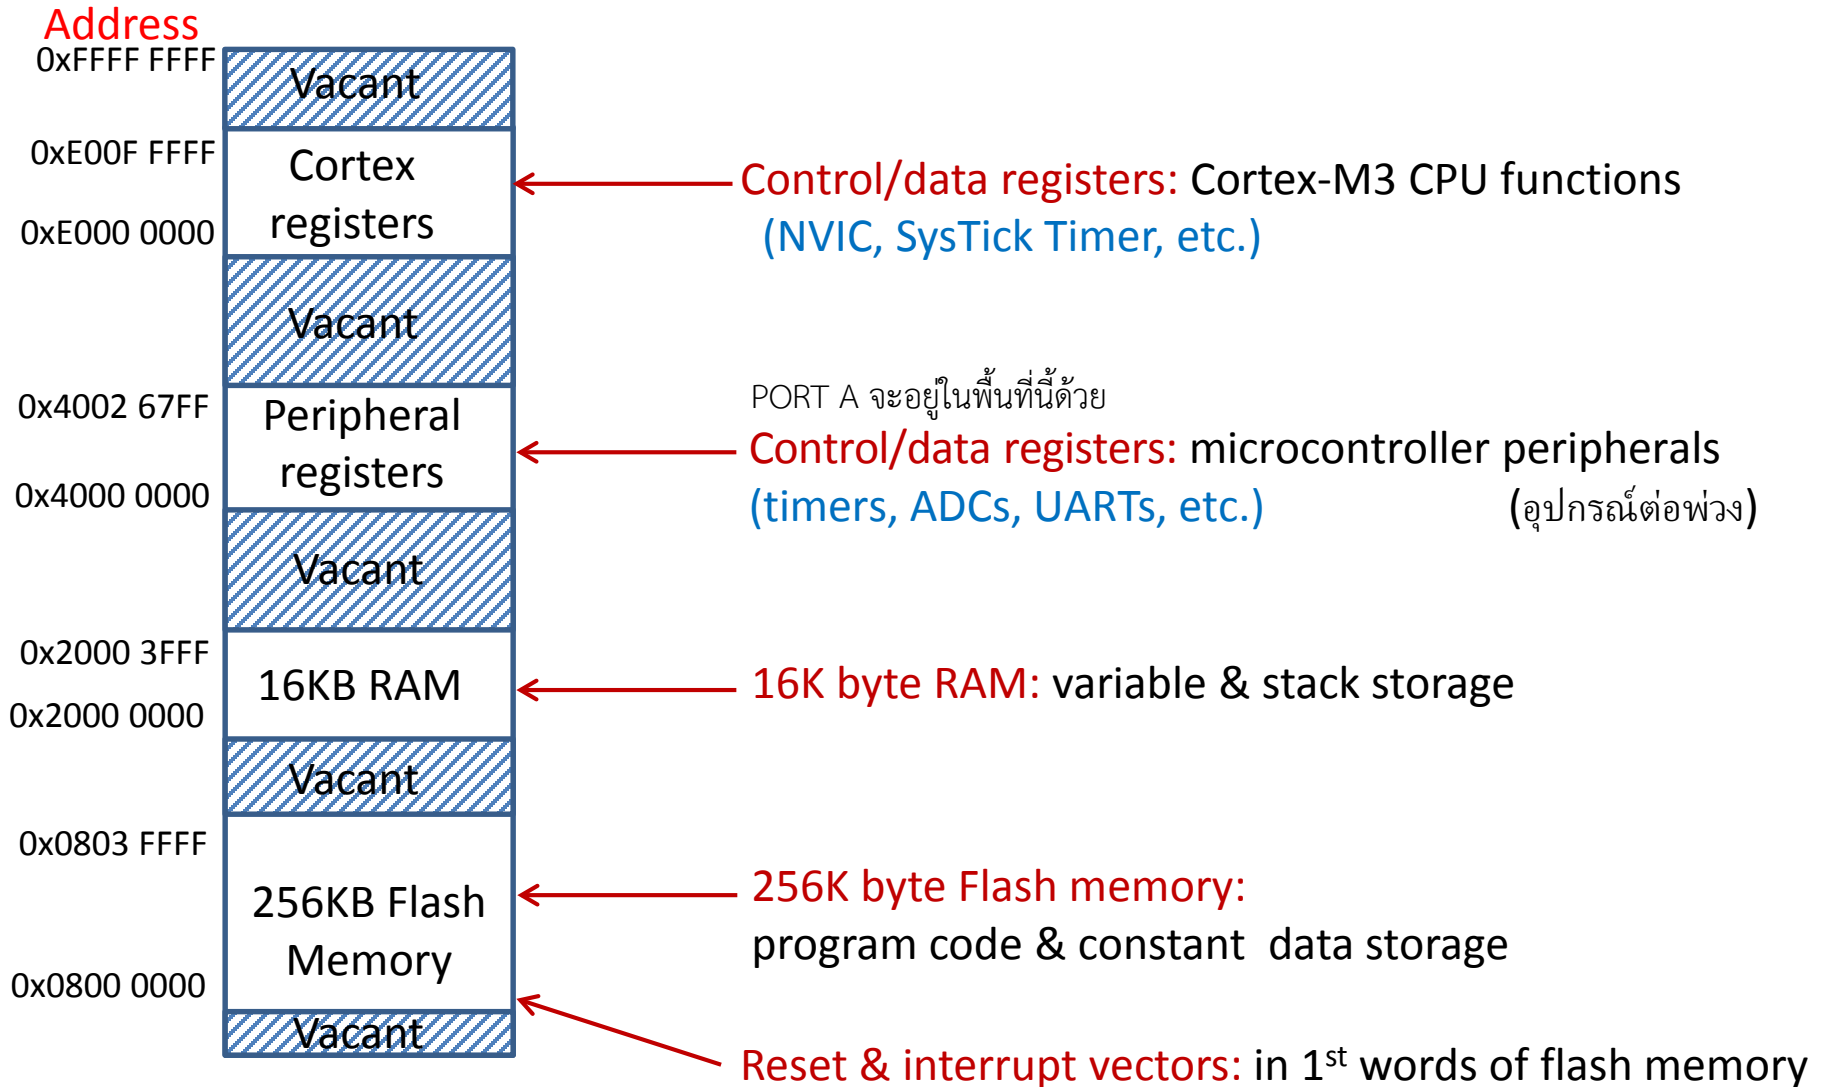 Address
0xFFFF FFFF
Vacant
0xE00F FFFF
Cortex
registers
0xE000 0000
Control/data registers: Cortex-M3 CPU functions
(NVIC, SysTick Timer, etc.)
Vacant
0x4002 67FF
Peripheral
registers
0x4000 0000
PORT A จะอยู่ในพื้นที่นี้ด้วย
Control/data registers: microcontroller peripherals
(timers, ADCs, UARTs, etc.) (อุปกรณ์ต่อพ่วง)
Vacant
0x2000 3FFF
16KB RAM
0x2000 0000
16K byte RAM: variable & stack storage
Vacant
0x0803 FFFF
256KB Flash
Memory
0x0800 0000
256K byte Flash memory:
program code & constant data storage
Vacant
Reset & interrupt vectors: in 1st words of flash memory